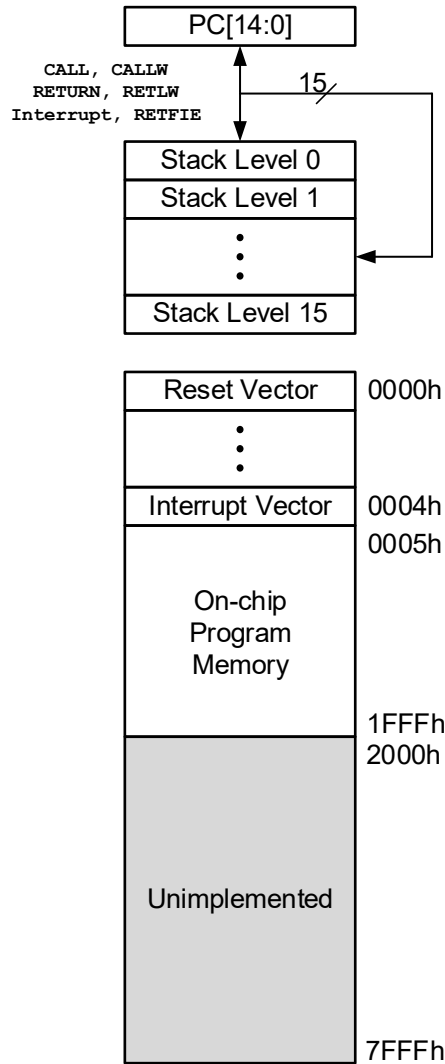 PC[14:0]
CALL, CALLW
RETURN, RETLW
Interrupt, RETFIE
15
Stack Level 0
Stack Level 1
Stack Level 15
Reset Vector
0000h
Interrupt Vector
0004h
0005h
On-chip
Program
Memory
1FFFh
2000h
Unimplemented
7FFFh